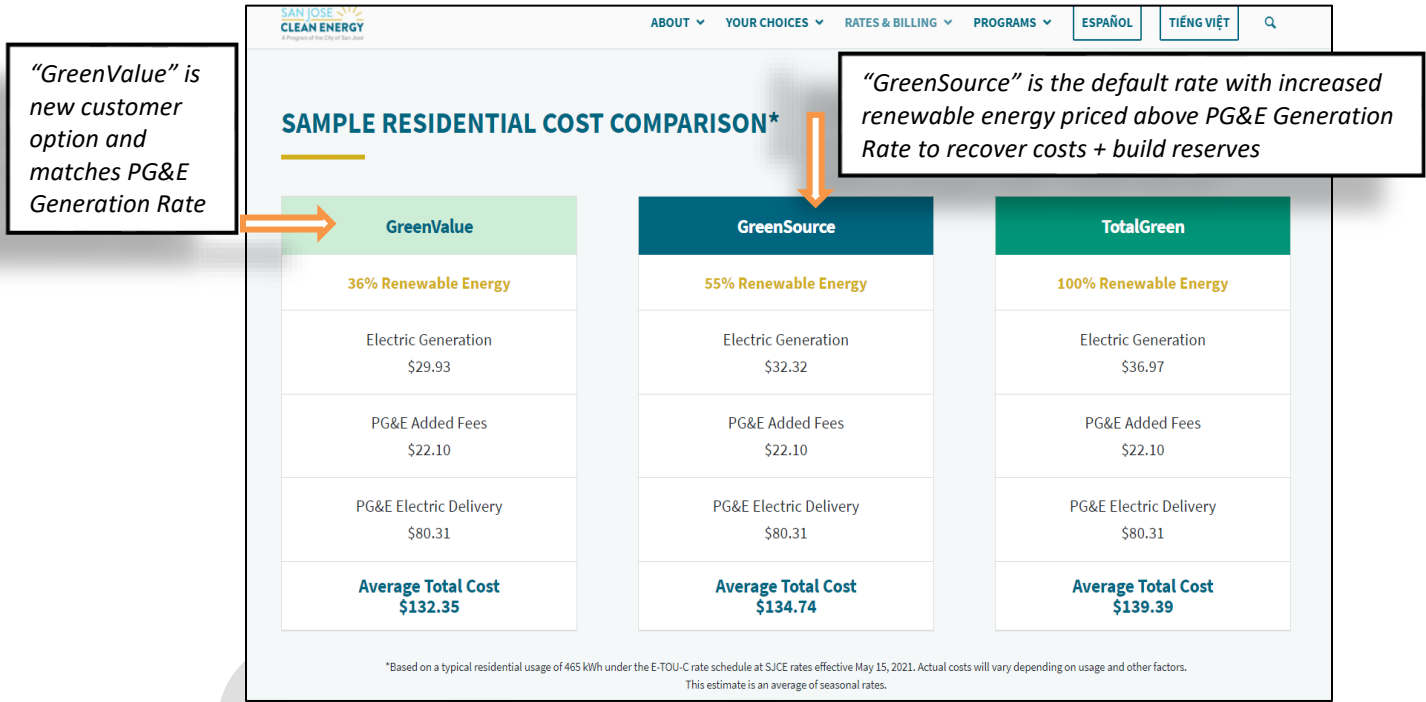 SAN JOSE
CLEAN ENERGY
A Program of the City of San José
ABOUT
YOUR CHOICES
RATES & BILLING
PROGRAMS
ESPAÑOL
TIẾNG VIỆT
“GreenValue” is
new customer
option and
matches PG&E
Generation Rate
“GreenSource” is the default rate with increased
renewable energy priced above PG&E Generation
Rate to recover costs + build reserves
SAMPLE RESIDENTIAL COST COMPARISON*
GreenValue
36% Renewable Energy
Electric Generation
$29.93
PG&E Added Fees
$22.10
PG&E Electric Delivery
$80.31
Average Total Cost
$132.35
GreenSource
55% Renewable Energy
Electric Generation
$32.32
PG&E Added Fees
$22.10
PG&E Electric Delivery
$80.31
Average Total Cost
$134.74
TotalGreen
100% Renewable Energy
Electric Generation
$36.97
PG&E Added Fees
$22.10
PG&E Electric Delivery
$80.31
Average Total Cost
$139.39
*Based on a typical residential usage of 465 kWh under the E-TOU-C rate schedule at SJCE rates effective May 15, 2021. Actual costs will vary depending on usage and other factors.
This estimate is an average of seasonal rates.